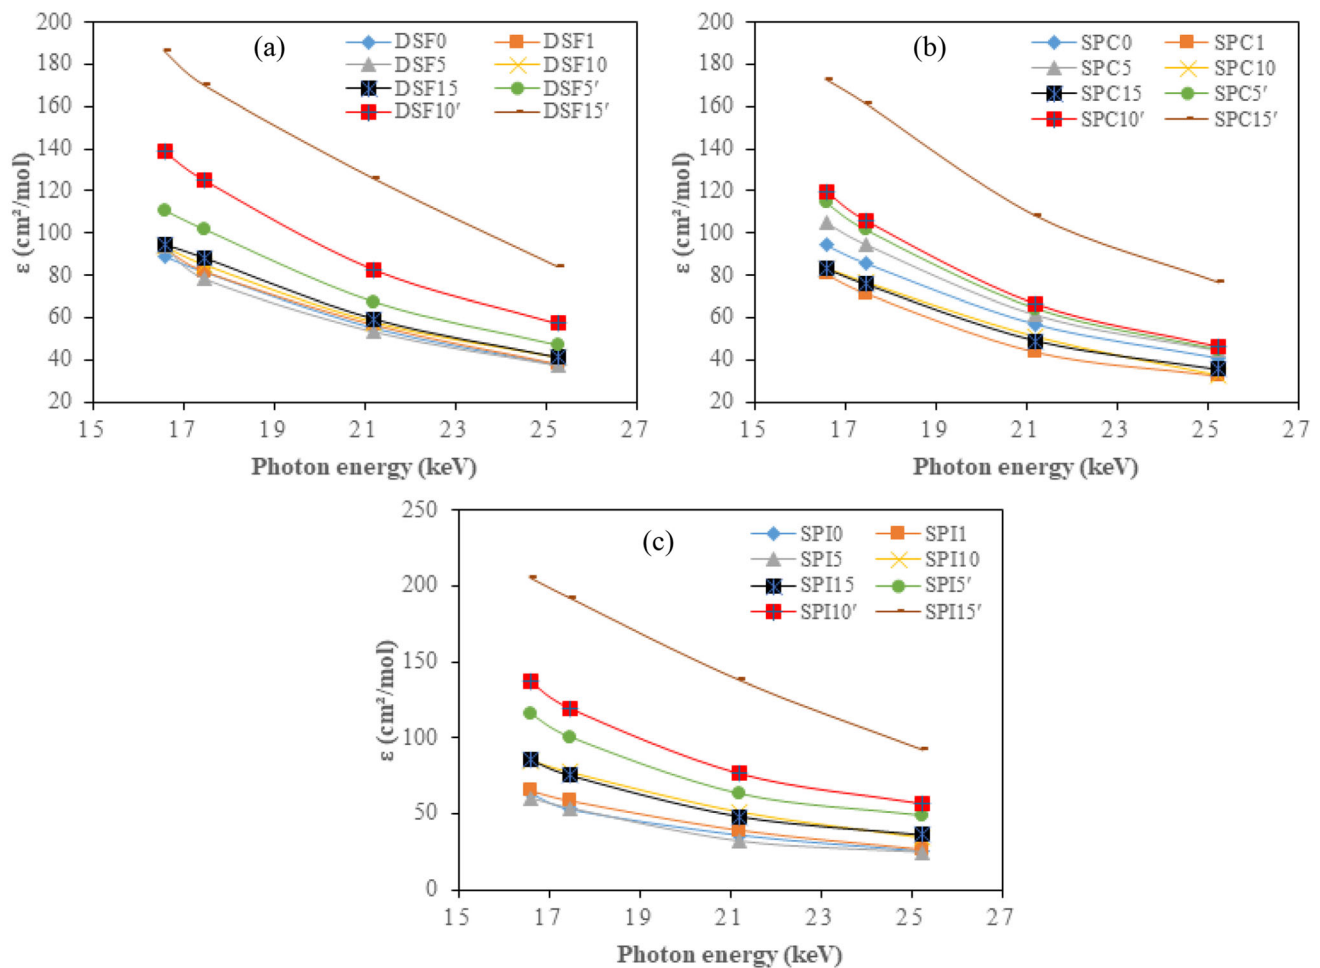 (a)
DSF0 DSF1
DSF5 DSF10
DSF15 DSF5′
DSF10′ DSF15′
200
180
160
140
120
100
80
60
40
20
ε (cm²/mol)
15 17 19 21 23 25 27
Photon energy (keV)
(b)
SPC0 SPC1
SPC5 SPC10
SPC15 SPC5′
SPC10′ SPC15′
200
180
160
140
120
100
80
60
40
20
ε (cm²/mol)
15 17 19 21 23 25 27
Photon energy (keV)
(c)
SPI0 SPI1
SPI5 SPI10
SPI15 SPI5′
SPI10′ SPI15′
250
200
150
100
50
0
ε (cm²/mol)
15 17 19 21 23 25 27
Photon energy (keV)